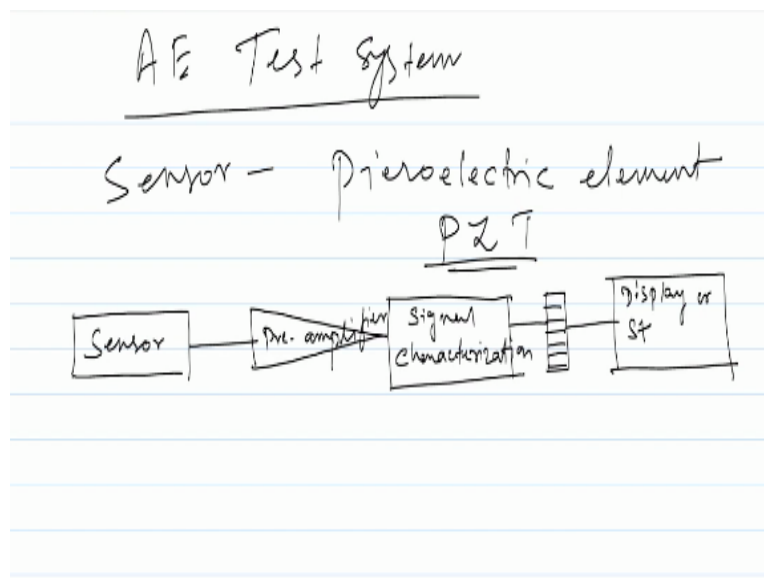 AE Test System
Sensor - Piezoelectric element
PZT
Sensor
Pre-amplifier
Signal
Characterization
Display or
St